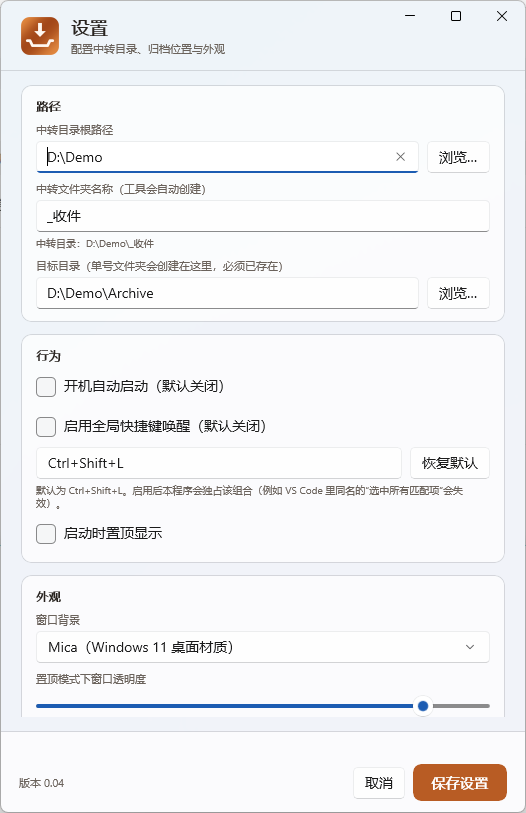 设置
配置中转目录、归档位置与外观
路径
中转目录根路径
D:\Demo
浏览...
中转文件夹名称（工具会自动创建）
_收件
中转目录：D:\Demo\_收件
目标目录（单号文件夹会创建在这里，必须已存在）
D:\Demo\Archive
浏览...
行为
开机自动启动（默认关闭）
启用全局快捷键唤醒（默认关闭）
Ctrl+Shift+L
恢复默认
默认为 Ctrl+Shift+L。启用后本程序会独占该组合（例如 VS Code 里同名的“选中所有匹配项”会失
效）。
启动时置顶显示
外观
窗口背景
Mica（Windows 11 桌面材质）
置顶模式下窗口透明度
版本 0.04
取消
保存设置